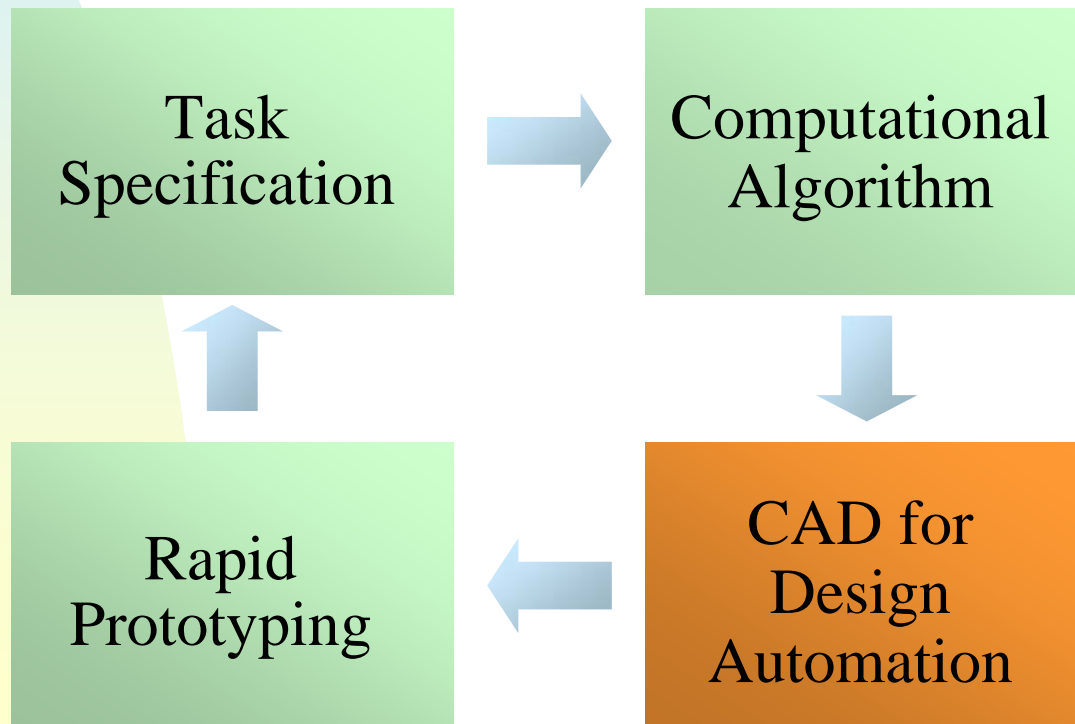 Task
Specification
Computational
Algorithm
Rapid
Prototyping
CAD for
Design
Automation